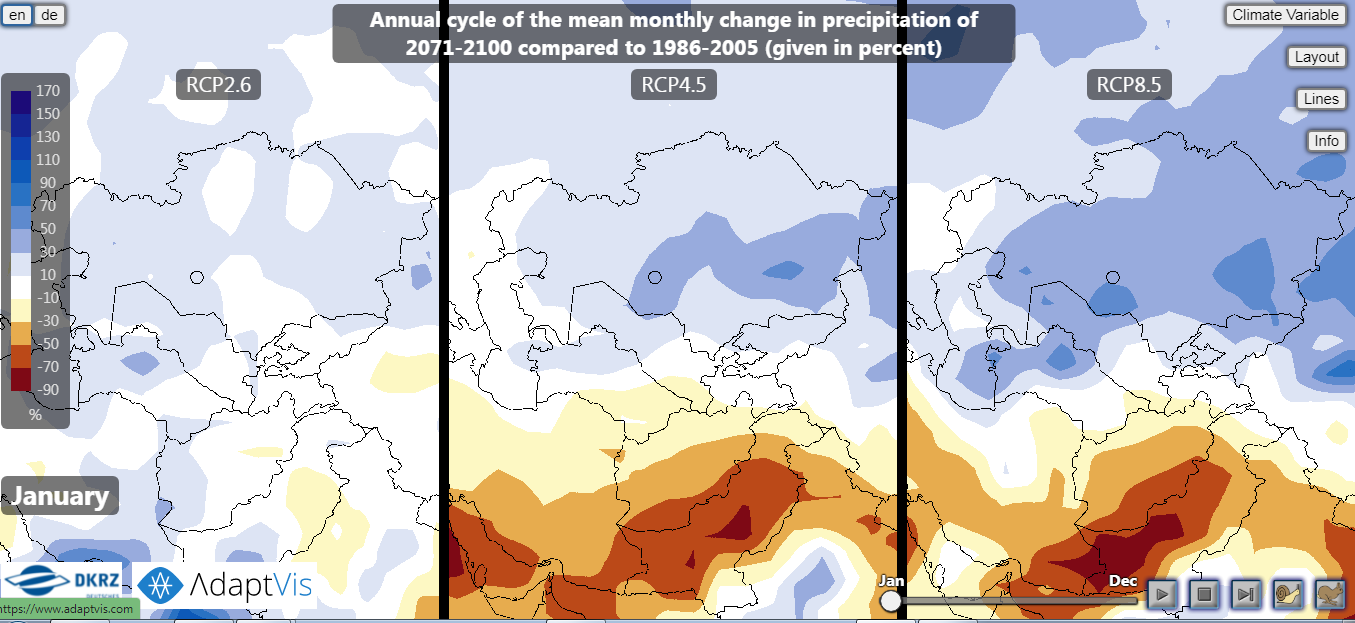 en
de
Annual cycle of the mean monthly change in precipitation of
2071-2100 compared to 1986-2005 (given in percent)
Climate Variable
Layout
Lines
Info
RCP2.6
RCP4.5
RCP8.5
170
150
130
110
90
70
50
30
10
-10
-30
-50
-70
-90
%
January
DKRZ
DEUTSCHES
AdaptVis
https://www.adaptvis.com
Jan
Dec